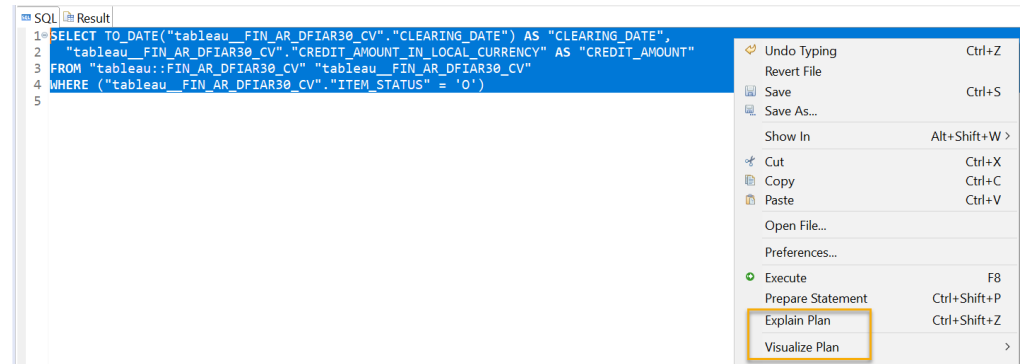 SQL Result
1 SELECT TO_DATE("tableau__FIN_AR_DFIAR30_CV"."CLEARING_DATE") AS "CLEARING_DATE",
2 "tableau__FIN_AR_DFIAR30_CV"."CREDIT_AMOUNT_IN_LOCAL_CURRENCY" AS "CREDIT_AMOUNT"
3 FROM "tableau::FIN_AR_DFIAR30_CV" "tableau__FIN_AR_DFIAR30_CV"
4 WHERE ("tableau__FIN_AR_DFIAR30_CV"."ITEM_STATUS" = 'O')
5
Undo Typing Ctrl+Z
Revert File
Save Ctrl+S
Save As...
Show In Alt+Shift+W >
Cut Ctrl+X
Copy Ctrl+C
Paste Ctrl+V
Open File...
Preferences...
Execute F8
Prepare Statement Ctrl+Shift+P
Explain Plan Ctrl+Shift+Z
Visualize Plan >